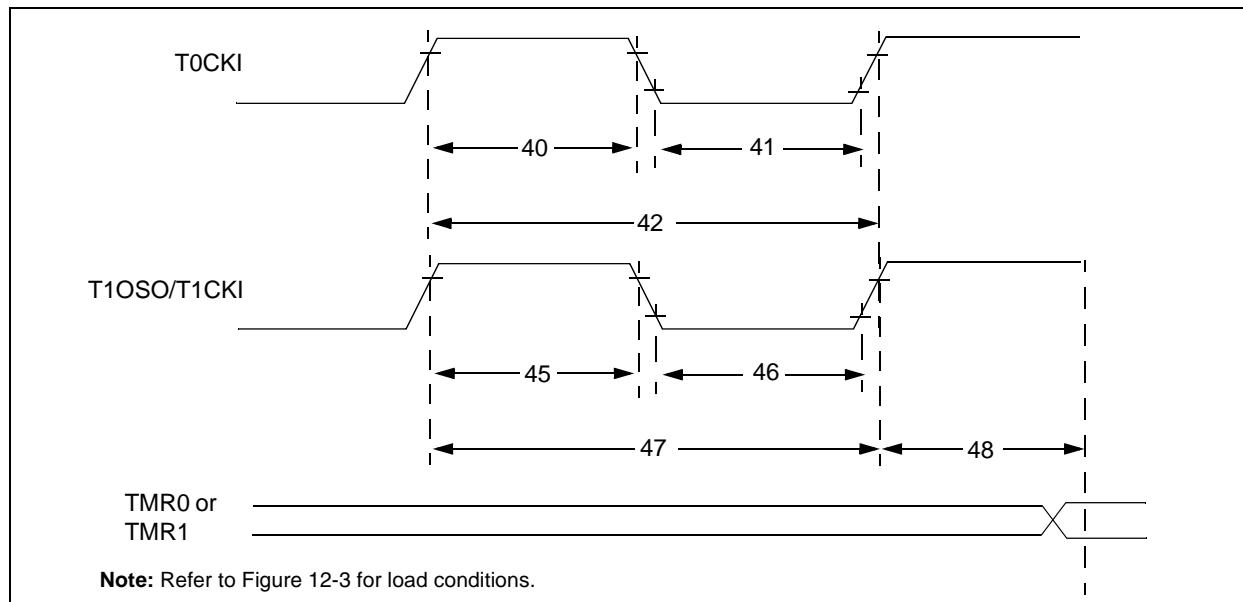 T0CKI
40
41
42
T1OSO/T1CKI
45
46
47
48
TMR0 or
TMR1
Note: Refer to Figure 12-3 for load conditions.